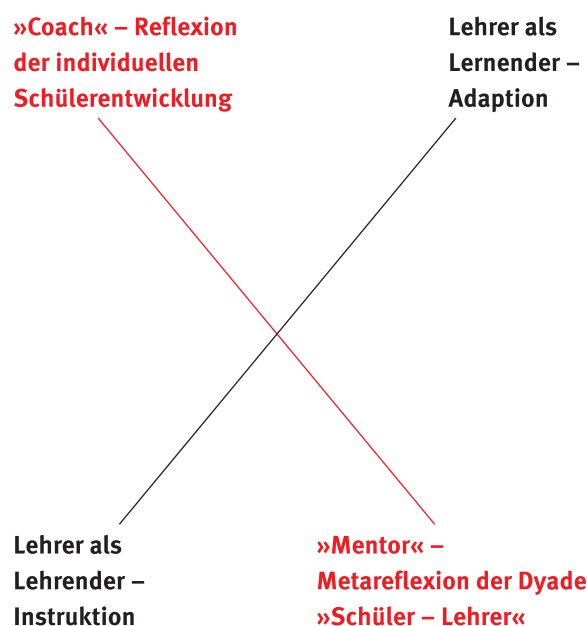 »Coach« – Reflexion
der individuellen
Schülerentwicklung
Lehrer als
Lernender –
Adaption
Lehrer als
Lehrender –
Instruktion
»Mentor« –
Metareflexion der Dyade
»Schüler – Lehrer«